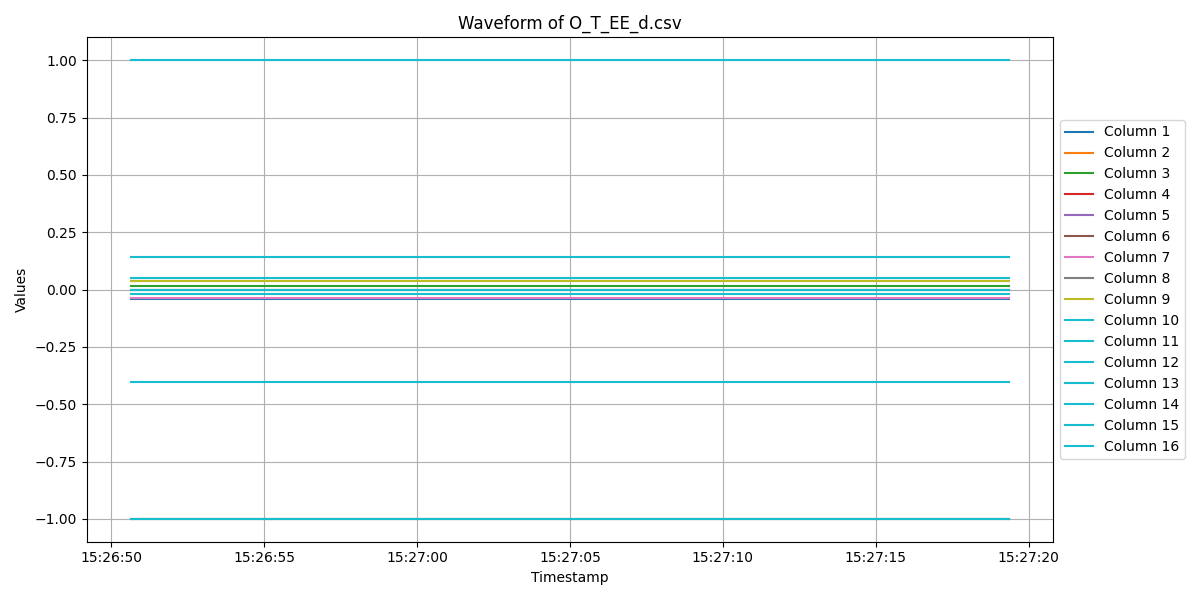 Waveform of O_T_EE_d.csv
1.00
0.75
0.50
0.25
0.00
−0.25
−0.50
−0.75
−1.00
Values
15:26:50 15:26:55 15:27:00 15:27:05 15:27:10 15:27:15 15:27:20
Timestamp
Column 1
Column 2
Column 3
Column 4
Column 5
Column 6
Column 7
Column 8
Column 9
Column 10
Column 11
Column 12
Column 13
Column 14
Column 15
Column 16